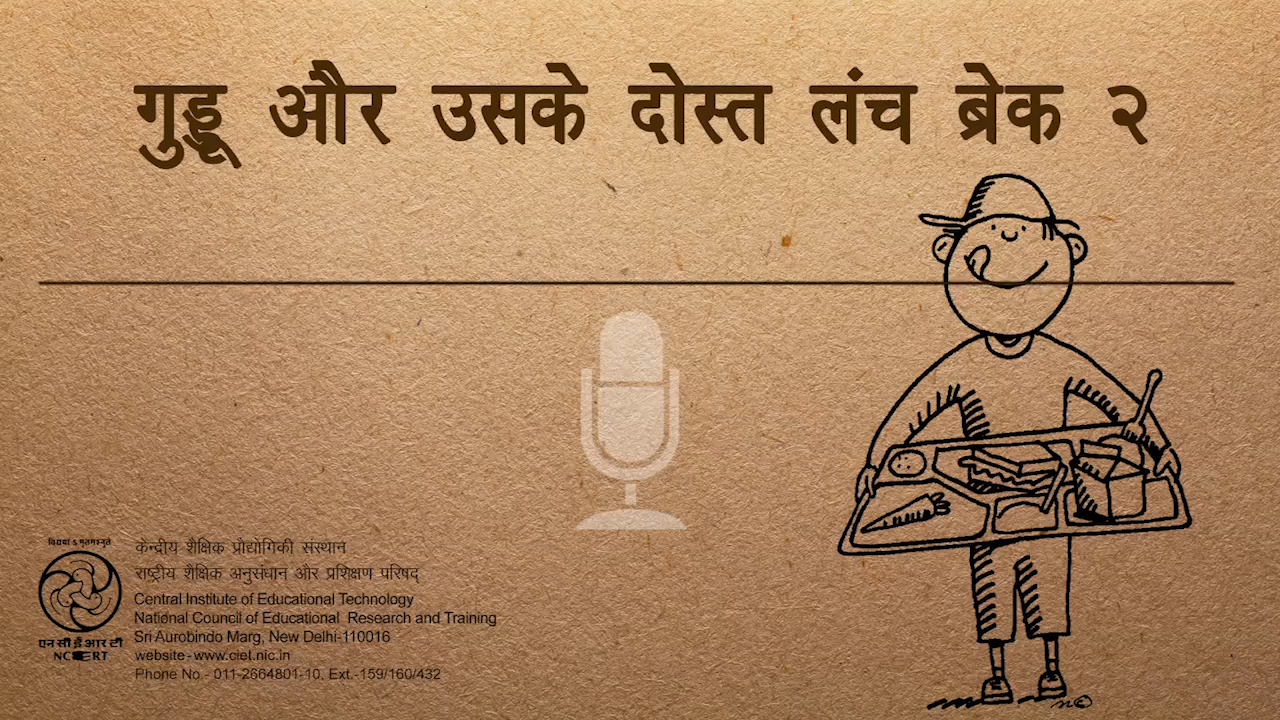 गुड्डू और उसके दोस्त लंच ब्रेक २
विद्यया ऽ मृतमश्नुते
एन सी ई आर टी
NCERT
केन्द्रीय शैक्षिक प्रौद्योगिकी संस्थान
राष्ट्रीय शैक्षिक अनुसंधान और प्रशिक्षण परिषद्
Central Institute of Educational Technology
National Council of Educational Research and Training
Sri Aurobindo Marg, New Delhi-110016
website-www.ciet.nic.in
Phone No.- 011-2664801-10, Ext.-159/160/432